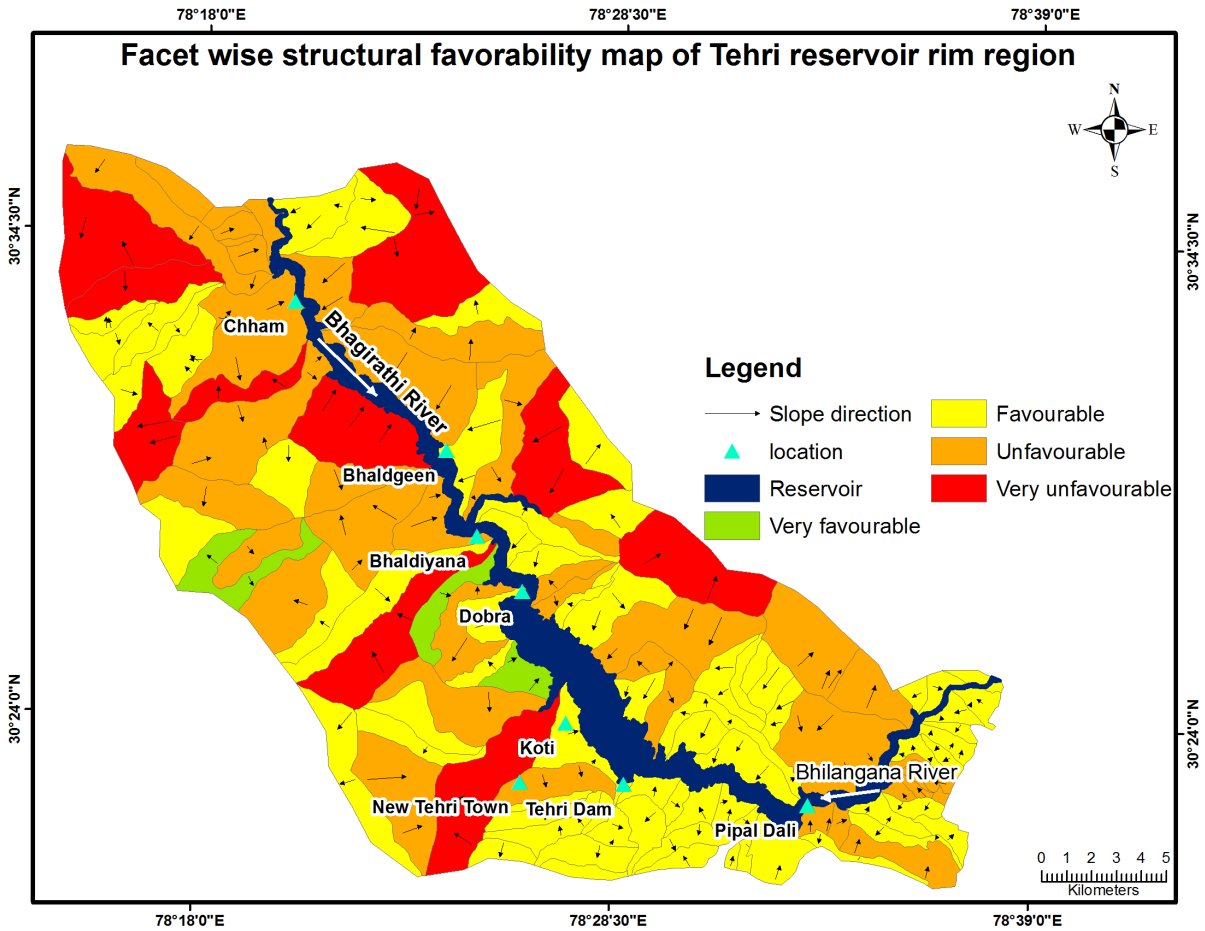 78°18'0"E
78°28'30"E
78°39'0"E
Facet wise structural favorability map of Tehri reservoir rim region
N
W
E
S
30°34'30"N
30°34'30"N
Chham
Bhagirathi River
Legend
Slope direction
Favourable
location
Unfavourable
Reservoir
Very unfavourable
Very favourable
Bhaldgeen
Bhaldiyana
Dobra
30°24'0"N
30°24'0"N
Koti
Bhilangana River
New Tehri Town
Tehri Dam
Pipal Dali
0 1 2 3 4 5
Kilometers
78°18'0"E
78°28'30"E
78°39'0"E